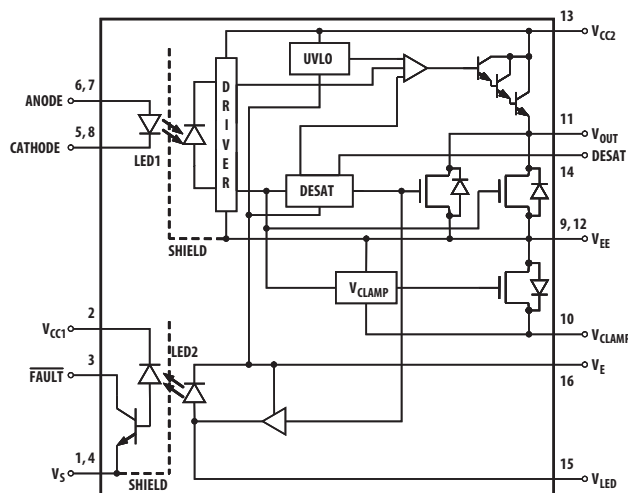 13
VCC2
UVLO
6, 7
ANODE
5, 8
CATHODE
LED1
DRIVER
11
VOUT
DESAT
14
DESAT
9, 12
VEE
SHIELD
VCLAMP
10
VCLAMP
2
VCC1
LED2
3
FAULT
VE
16
1, 4
VS
SHIELD
15
VLED